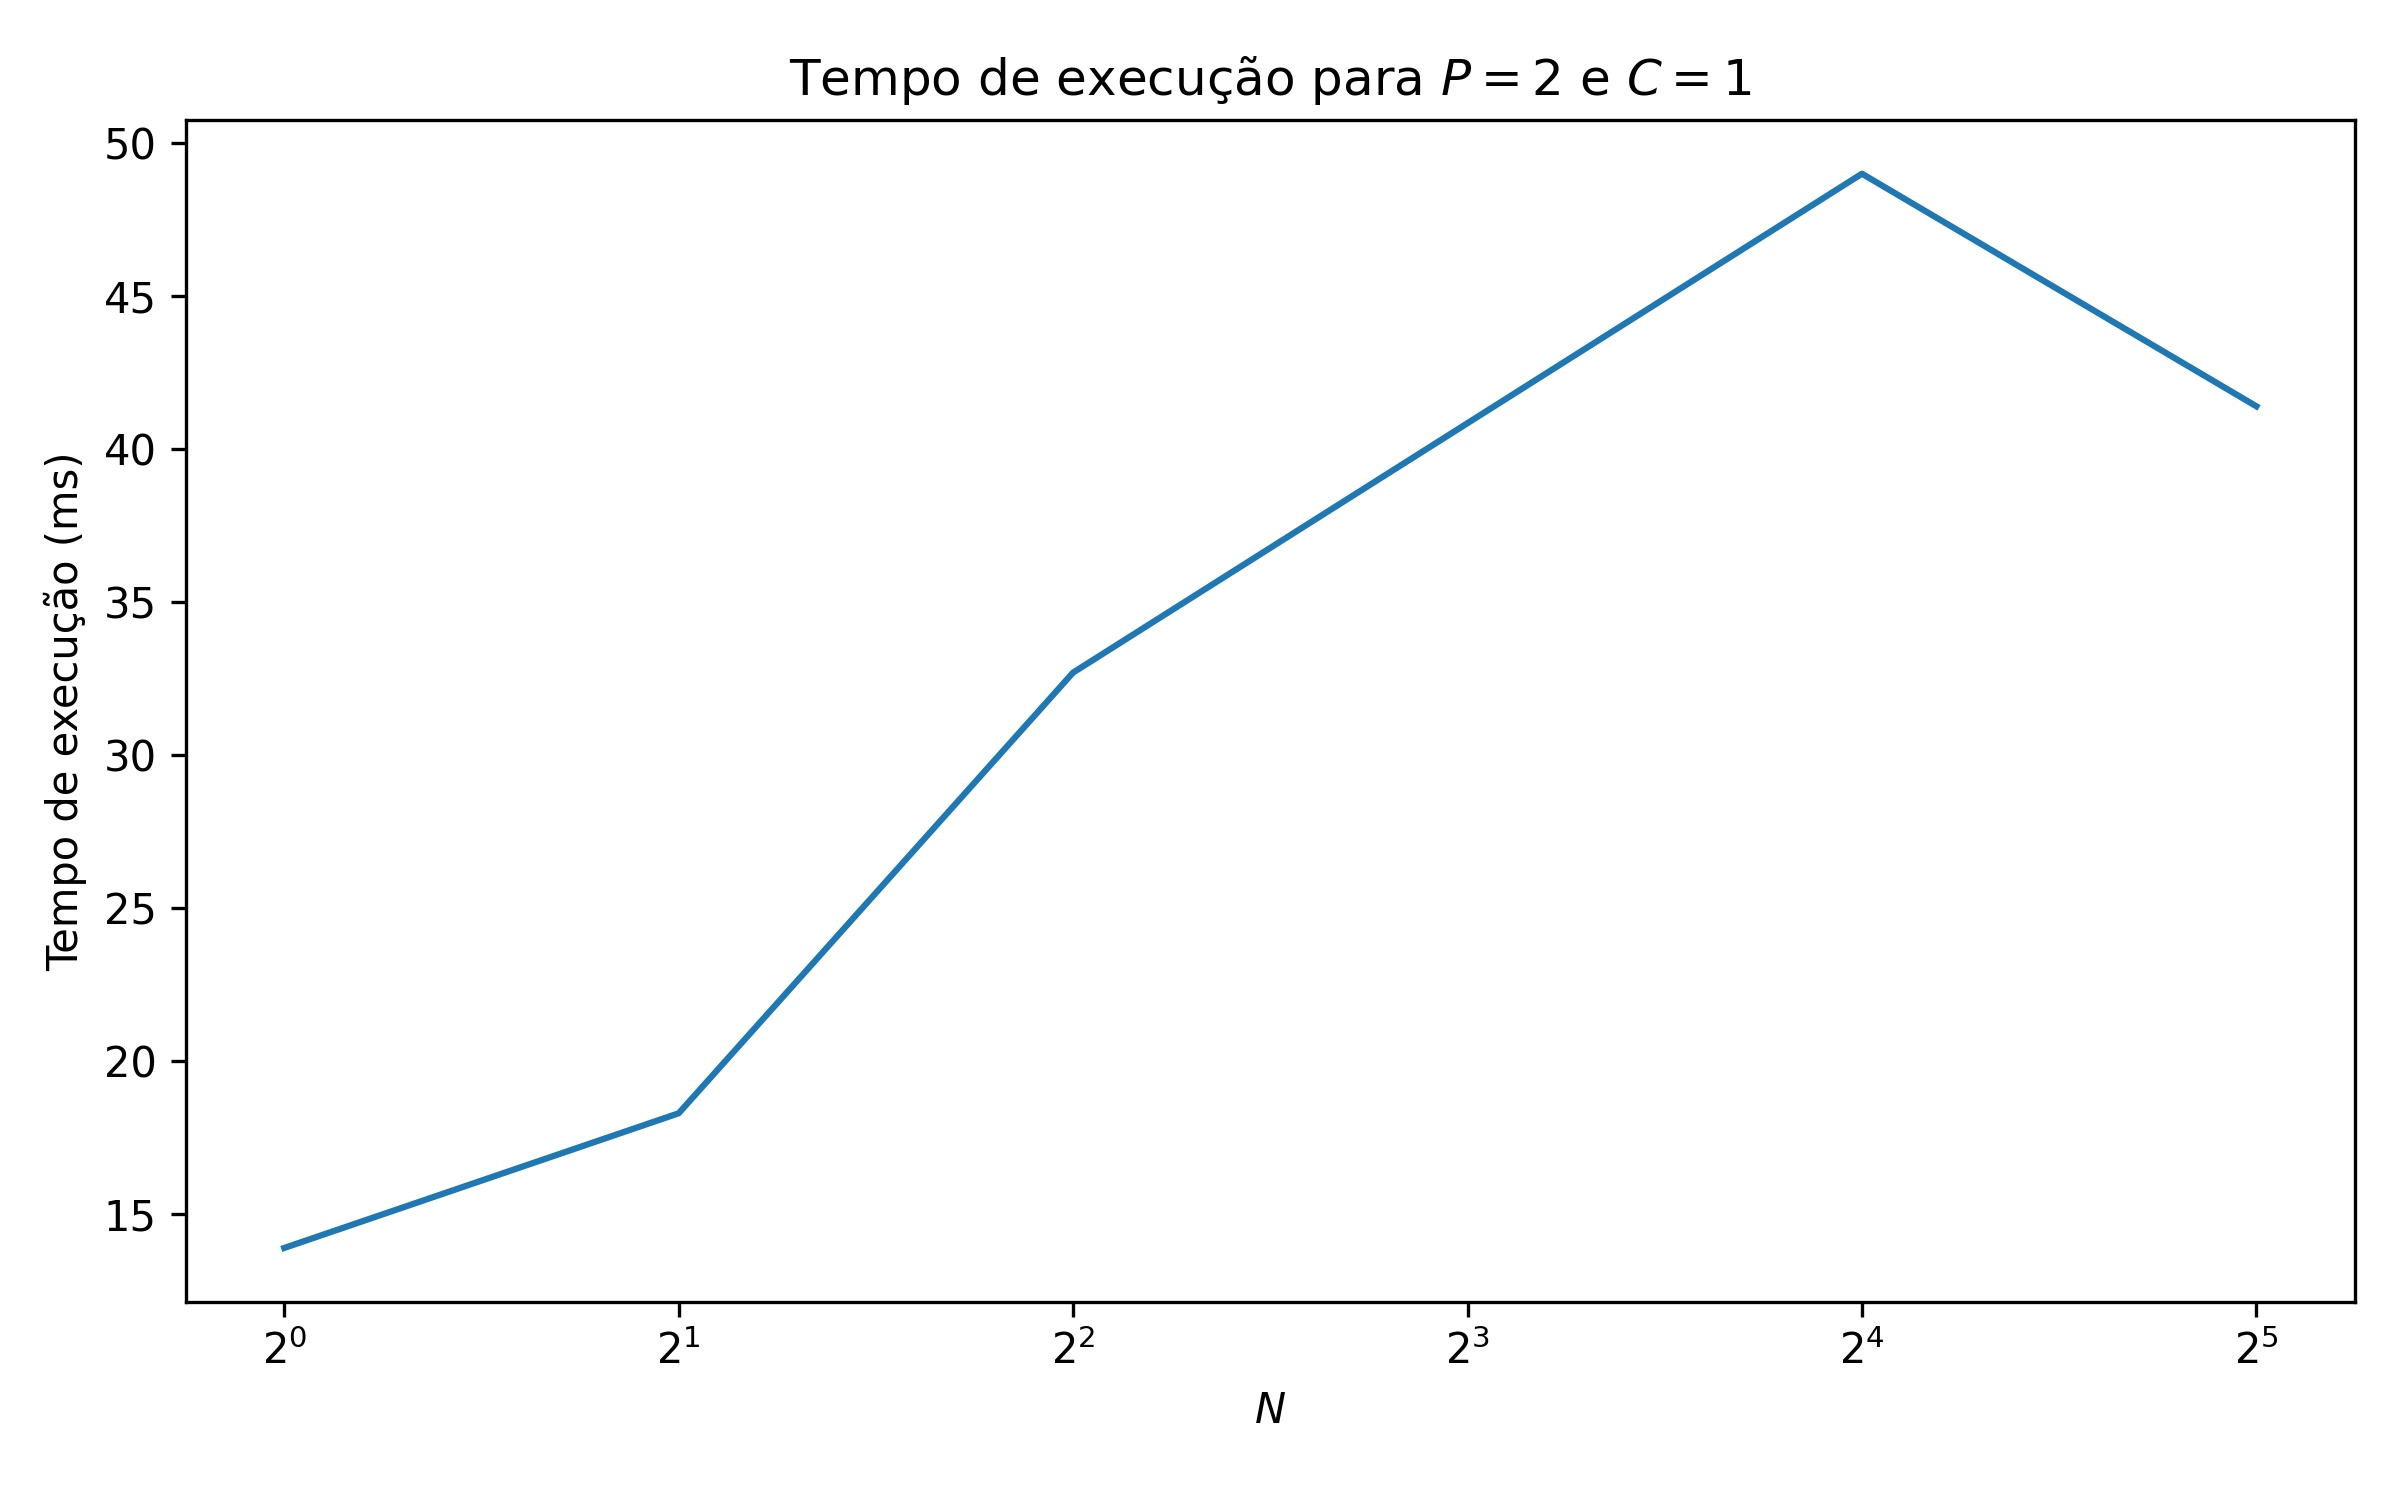 Tempo de execução para P = 2 e C = 1
Tempo de execução (ms)
50
45
40
35
30
25
20
15
2⁰ 2¹ 2² 2³ 2⁴ 2⁵
N